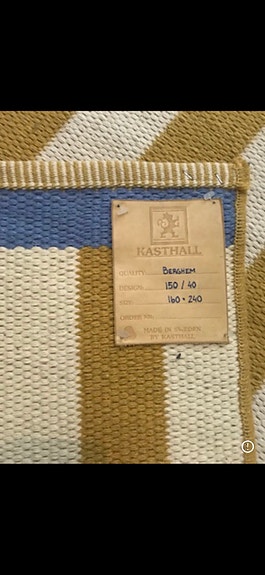 KASTHALL
QUALITY: BERGHEM
DESIGN: 150 / 40
SIZE: 160 × 240
ORDER NO.
MADE IN SWEDEN
BY KASTHALL